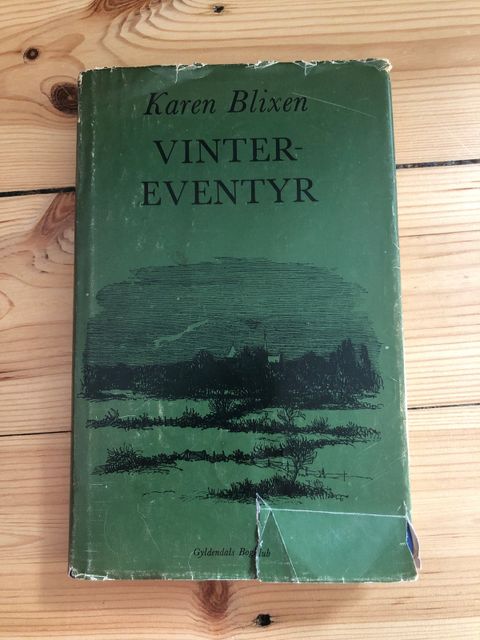 Karen Blixen
VINTER-
EVENTYR
Gyldendals Bogklub